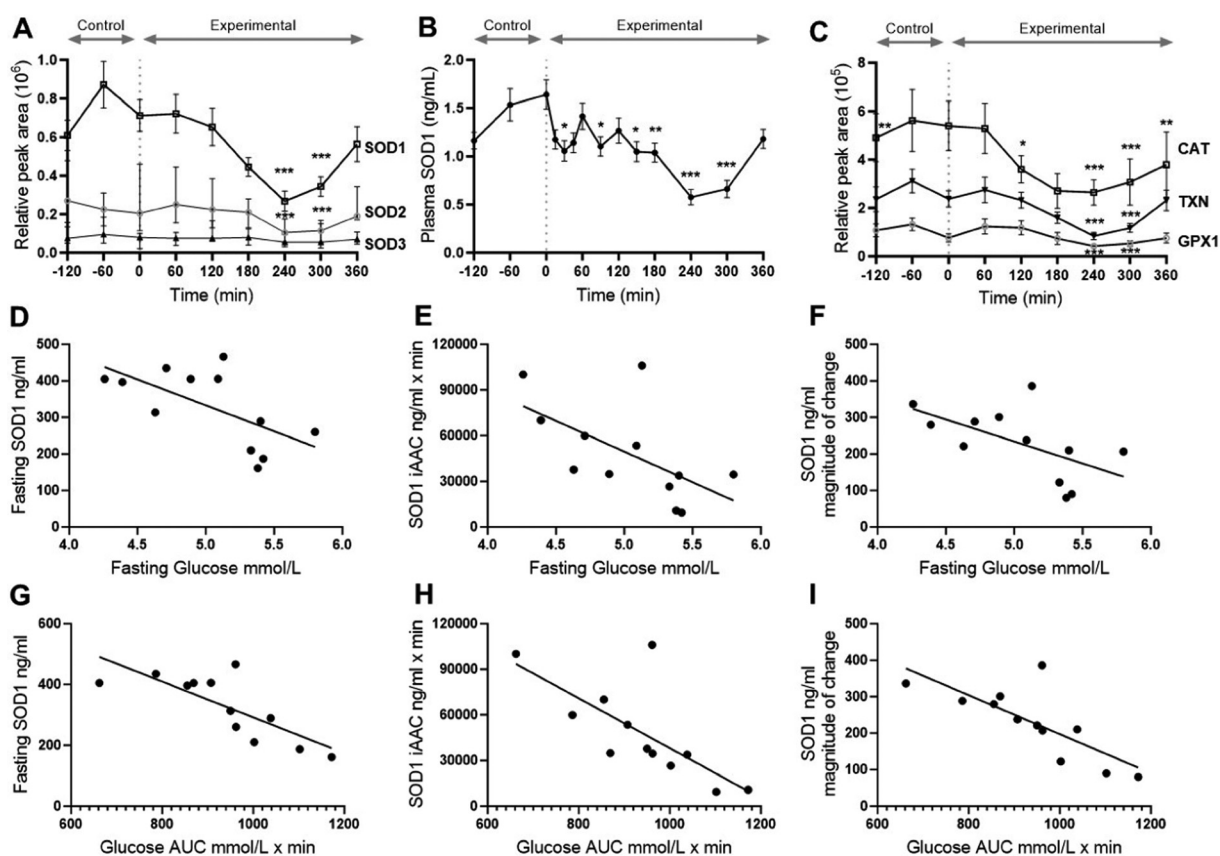 A
Control
Experimental
Relative peak area (10⁶)
1.0
0.8
0.6
0.4
0.2
0.0
***
***
***
***
SOD1
SOD2
SOD3
-120 -60 0 60 120 180 240 300 360
Time (min)
B
Control
Experimental
Plasma SOD1 (ng/mL)
2.0
1.5
1.0
0.5
0.0
* * * ** *** ***
-120 -60 0 60 120 180 240 300 360
Time (min)
C
Control
Experimental
Relative peak area (10⁵)
8
6
4
2
0
** * *** *** **
*** ***
*** ***
CAT
TXN
GPX1
-120 -60 0 60 120 180 240 300 360
Time (min)
D
Fasting SOD1 ng/ml
500
400
300
200
100
0
4.0 4.5 5.0 5.5 6.0
Fasting Glucose mmol/L
E
SOD1 iAAC ng/ml x min
120000
90000
60000
30000
0
4.0 4.5 5.0 5.5 6.0
Fasting Glucose mmol/L
F
SOD1 ng/ml
magnitude of change
500
400
300
200
100
0
4.0 4.5 5.0 5.5 6.0
Fasting Glucose mmol/L
G
Fasting SOD1 ng/ml
600
400
200
0
600 800 1000 1200
Glucose AUC mmol/L x min
H
SOD1 iAAC ng/ml x min
120000
90000
60000
30000
0
600 800 1000 1200
Glucose AUC mmol/L x min
I
SOD1 ng/ml
magnitude of change
500
400
300
200
100
0
600 800 1000 1200
Glucose AUC mmol/L x min